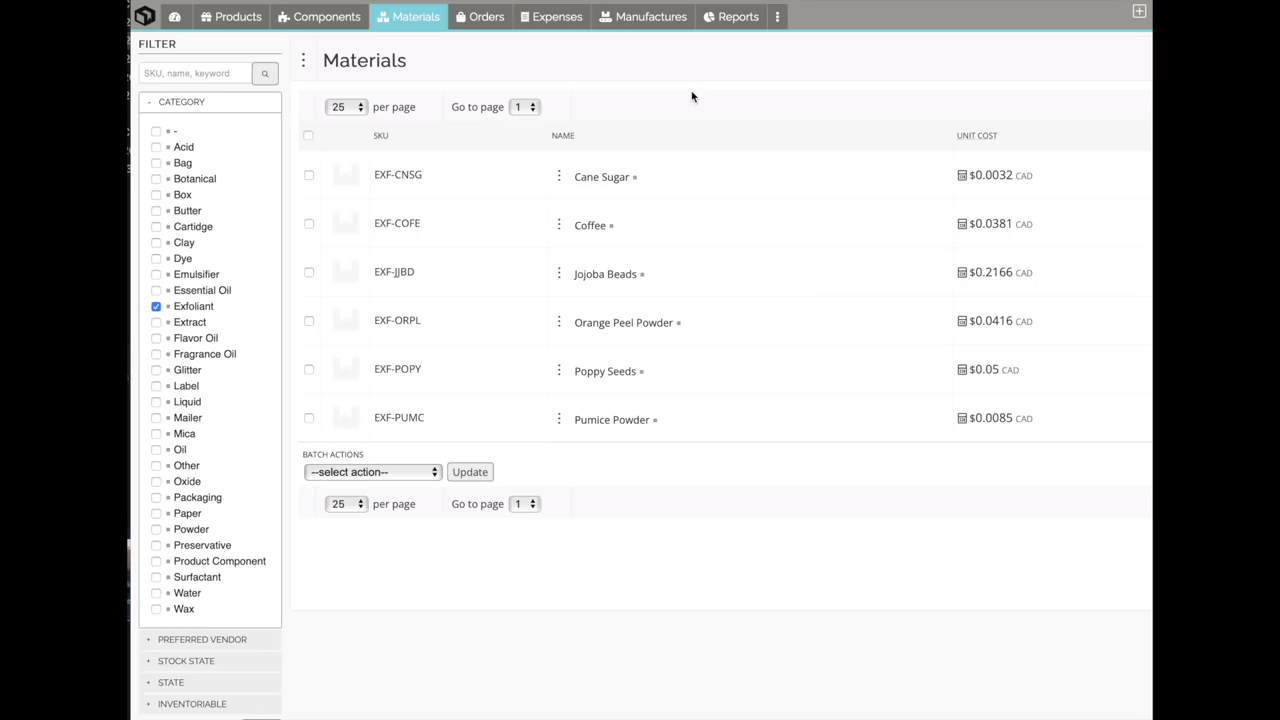 Products Components Materials Orders Expenses Manufactures Reports
FILTER
SKU, name, keyword
- CATEGORY
-
Acid
Bag
Botanical
Box
Butter
Cartidge
Clay
Dye
Emulsifier
Essential Oil
Exfoliant
Extract
Flavor Oil
Fragrance Oil
Glitter
Label
Liquid
Mailer
Mica
Oil
Other
Oxide
Packaging
Paper
Powder
Preservative
Product Component
Surfactant
Water
Wax
+ PREFERRED VENDOR
+ STOCK STATE
+ STATE
+ INVENTORIABLE
Materials
25 per page Go to page 1
SKU NAME UNIT COST
EXF-CNSG Cane Sugar $0.0032 CAD
EXF-COFE Coffee $0.0381 CAD
EXF-JJBD Jojoba Beads $0.2166 CAD
EXF-ORPL Orange Peel Powder $0.0416 CAD
EXF-POPY Poppy Seeds $0.05 CAD
EXF-PUMC Pumice Powder $0.0085 CAD
BATCH ACTIONS
--select action-- Update
25 per page Go to page 1